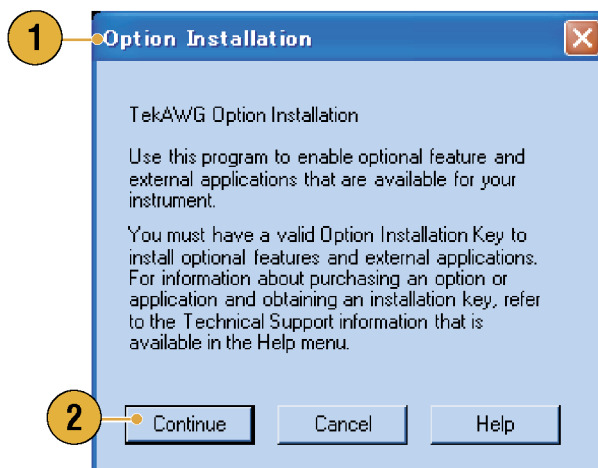 1
Option Installation
TekAWG Option Installation
Use this program to enable optional feature and
external applications that are available for your
instrument.
You must have a valid Option Installation Key to
install optional features and external applications.
For information about purchasing an option or
application and obtaining an installation key, refer
to the Technical Support information that is
available in the Help menu.
2
Continue Cancel Help